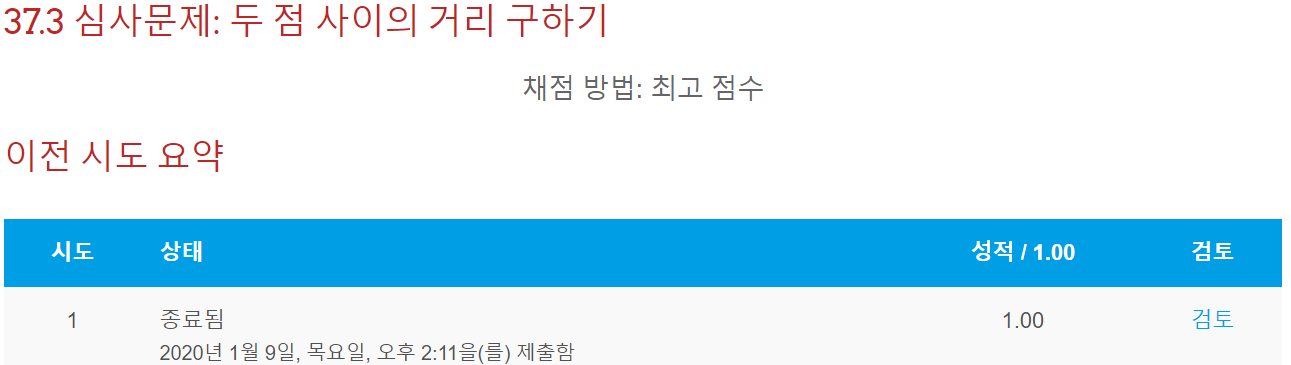 37.3 심사문제: 두 점 사이의 거리 구하기
채점 방법: 최고 점수
이전 시도 요약
시도 상태 성적 / 1.00 검토
1 종료됨 1.00 검토
2020년 1월 9일, 목요일, 오후 2:11을(를) 제출함